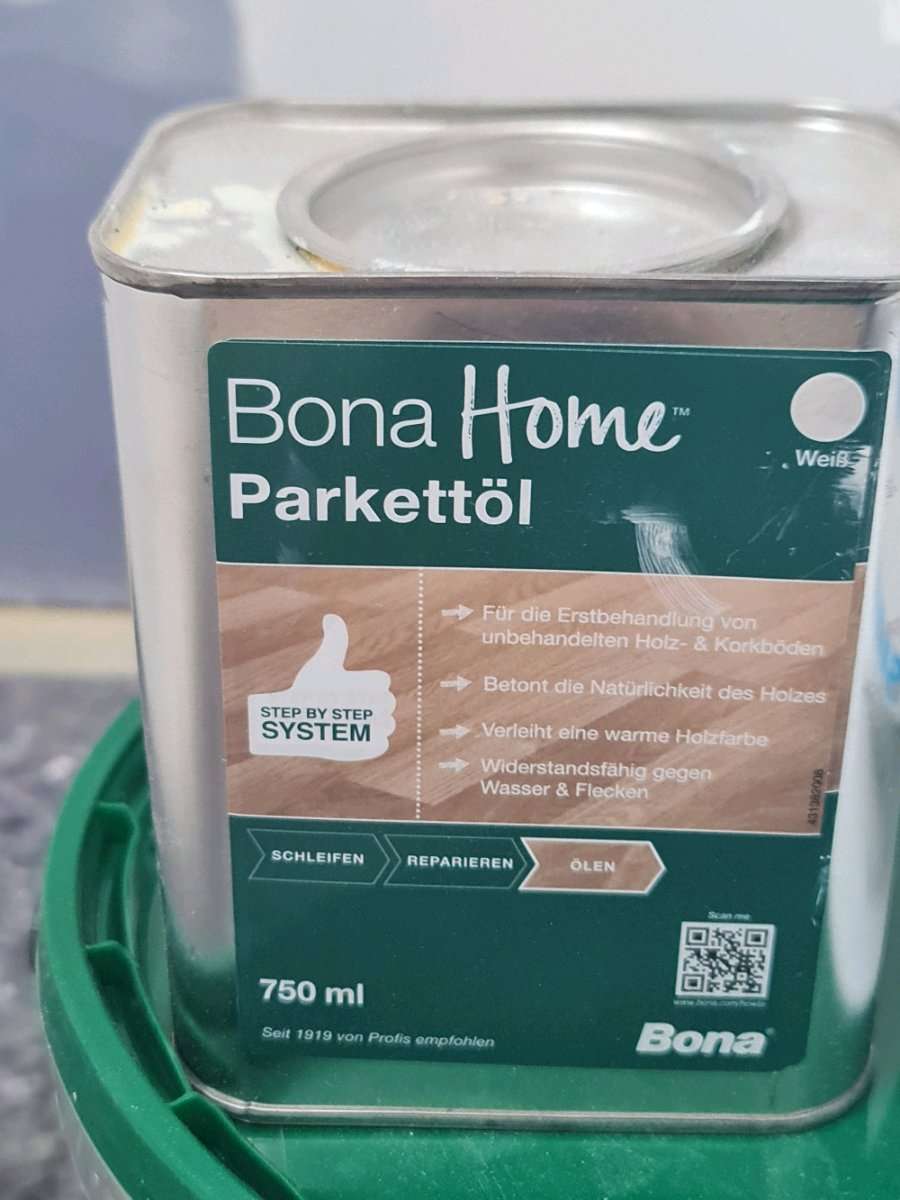 Bona Home™
Weiß
Parkettöl
Für die Erstbehandlung von
unbehandelten Holz- & Korkböden
Betont die Natürlichkeit des Holzes
Verleiht eine warme Holzfarbe
Widerstandsfähig gegen
Wasser & Flecken
STEP BY STEP
SYSTEM
SCHLEIFEN
REPARIEREN
ÖLEN
Scan me
750 ml
Seit 1919 von Profis empfohlen
Bona®